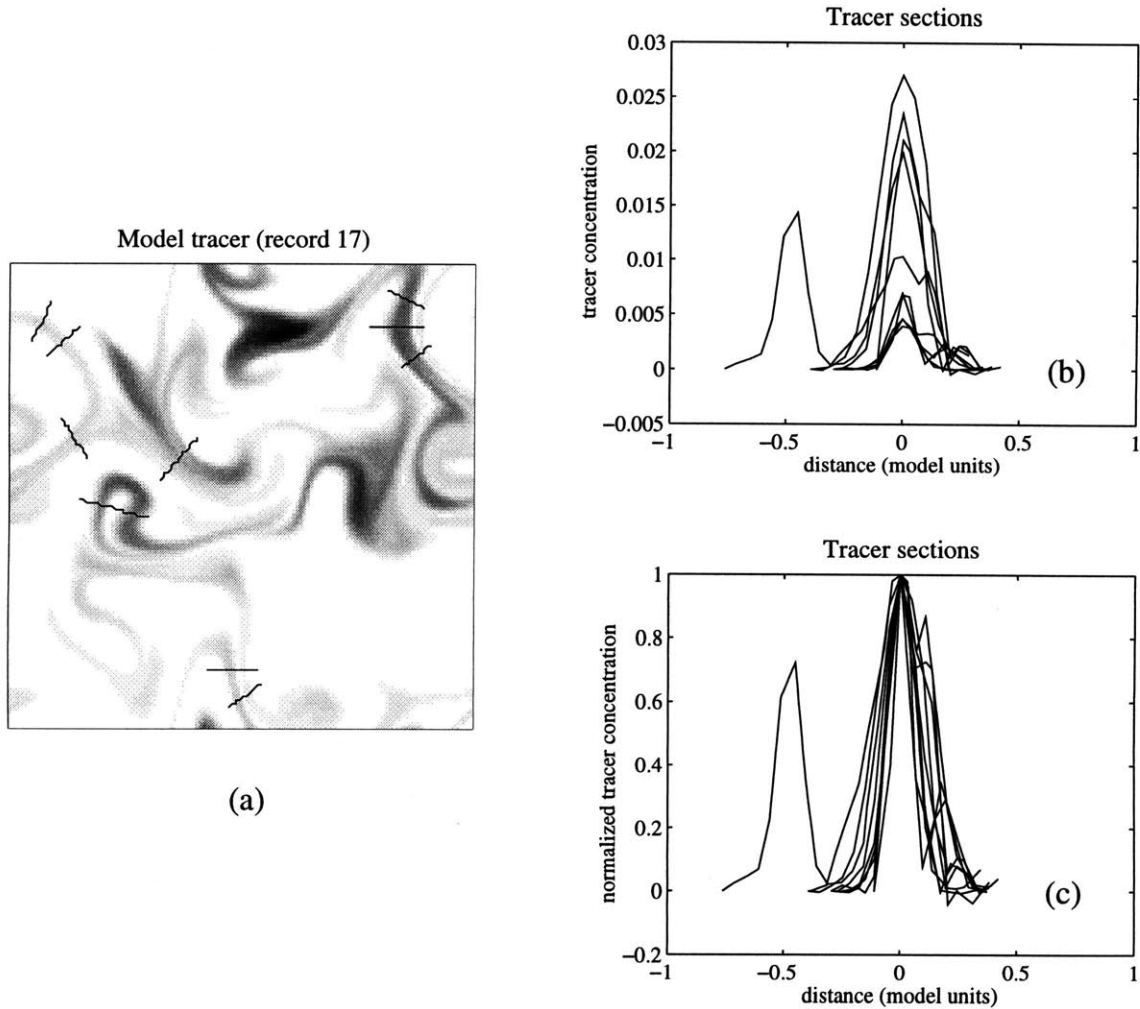 Model tracer (record 17)
(a)
Tracer sections
0.03
0.025
0.02
0.015
0.01
0.005
0
−0.005
−1
−0.5
0
0.5
1
tracer concentration
distance (model units)
(b)
Tracer sections
1
0.8
0.6
0.4
0.2
0
−0.2
−1
−0.5
0
0.5
1
normalized tracer concentration
distance (model units)
(c)